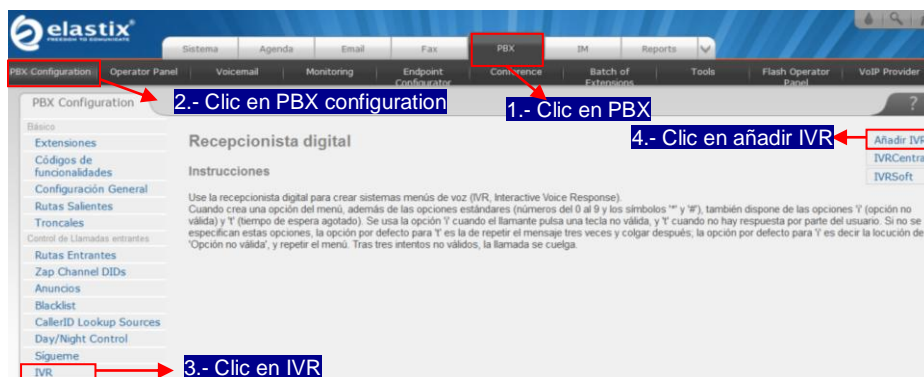 elastix®
FREEDOM TO COMMUNICATE
Sistema Agenda Email Fax PBX IM Reports
PBX Configuration Operator Panel Voicemail Monitoring Endpoint Configurator Conference Batch of Extensions Tools Flash Operator Panel VoIP Provider
PBX Configuration
2.- Clic en PBX configuration
1.- Clic en PBX
?
4.- Clic en añadir IVR
Básico
Extensiones
Códigos de
funcionalidades
Configuración General
Rutas Salientes
Troncales
Control de Llamadas entrantes
Rutas Entrantes
Zap Channel DIDs
Anuncios
Blacklist
CallerID Lookup Sources
Day/Night Control
Sígueme
IVR
3.- Clic en IVR
Recepcionista digital
Instrucciones
Use la recepcionista digital para crear sistemas menús de voz (IVR, Interactive Voice Response).
Cuando crea una opción del menú, además de las opciones estándares (números del 0 al 9 y los símbolos '*' y '#'), también dispone de las opciones 'i' (opción no
válida) y 't' (tiempo de espera agotado). Se usa la opción 'i' cuando el llamante pulsa una tecla no válida, y 't' cuando no hay respuesta por parte del usuario. Si no se
especifican estas opciones, la opción por defecto para 't' es la de repetir el mensaje tres veces y colgar después; la opción por defecto para 'i' es decir la locución de
'Opción no válida', y repetir el menú. Tras tres intentos no válidos, la llamada se cuelga.
Añadir IVR
IVRCentra
IVRSoft